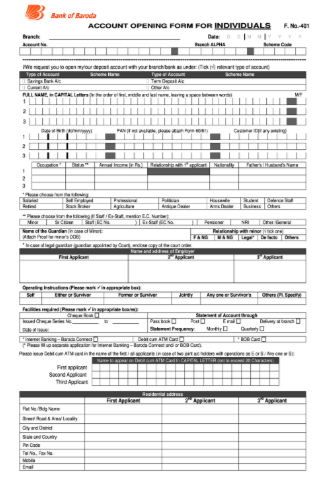 Bank of Baroda
ACCOUNT OPENING FORM FOR INDIVIDUALS F. No.-401
Branch: Date: D D M M Y Y Y Y
Account No. Branch ALPHA Scheme Code
I/We request you to open my/our deposit account with your branch/bank as under: (Tick (√) relevant type of account)
Type of Account Scheme Name Type of Account Scheme Name
Savings Bank A/c Term Deposit A/c
Current A/c Other A/c
FULL NAME, in CAPITAL Letters (In the order of first, middle and last name, leaving a space between words) M/F
1
2
3
Date of Birth (dd/mm/yyyy) PAN (if not available, please attach Form 60/61) Customer ID (if any existing)
1
2
3
Occupation * Status ** Annual Income (in Rs.) Relationship with 1st applicant Nationality Father's / Husband's Name
1
2
3
* Please choose from the following:
Salaried Self Employed Professional Politician Housewife Student Defence Staff
Retired Stock Broker Agriculture Antique Dealer Arms Dealer Business Others
** Please choose from the following (if Staff / Ex-Staff, mention E.C. Number):
Minor Sr Citizen Staff (EC No. ) Ex-Staff (EC No. ) Pensioner NRI Other /General
Name of the Guardian (in Case of Minor): Relationship with minor (√ tick one)
(Attach Proof for minor's DOB) F & NG M & NG Legal* De facto Others
* In case of legal guardian (guardian appointed by Court), enclose copy of the court order.
Name and address of Employer
First Applicant 2nd Applicant 3rd Applicant
Operating Instructions (Please mark √ in appropriate box)
Self Either or Survivor Former or Survivor Jointly Any one or Survivor/s Others (Pl. Specify)
Facilities required (Please mark √ in appropriate boxes):
Cheque Book Statement of Account through
Issued Cheque Series No. to Pass book Post E mail Delivery at branch
Date of Issue: Statement Frequency: Monthly Quarterly
* Internet Banking – Baroda Connect Debit cum ATM Card * BOB Card
(* Please fill up separate application for Internet Banking – Baroda Connect and/ or BOB Card).
Please issue Debit cum ATM card in the name of the first / all applicants (in case of two joint a/c holders with operations as E or S / Any one or S):
Name to appear on Debit cum ATM Card in CAPITAL LETTER (not to exceed 20 Characters)
First applicant
Second Applicant
Third Applicant
Residential address
First Applicant 2nd Applicant 3rd Applicant
Flat No./Bldg Name
Street/ Road & Area/ Locality
City and District
State and Country
Pin Code
Tel No., Fax No.
Mobile
Email